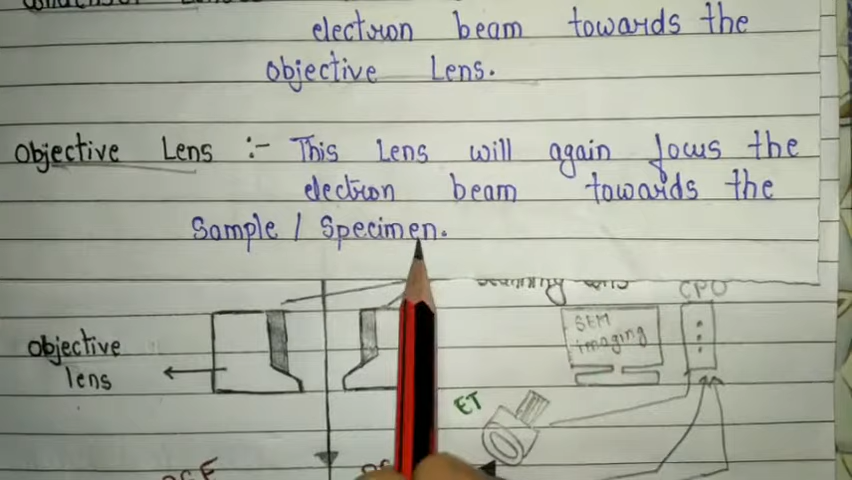 electron beam towards the
objective Lens.
Objective Lens :- This Lens will again focus the
electron beam towards the
Sample / Specimen.
CPU
SEM
imaging
Objective
lens
ET